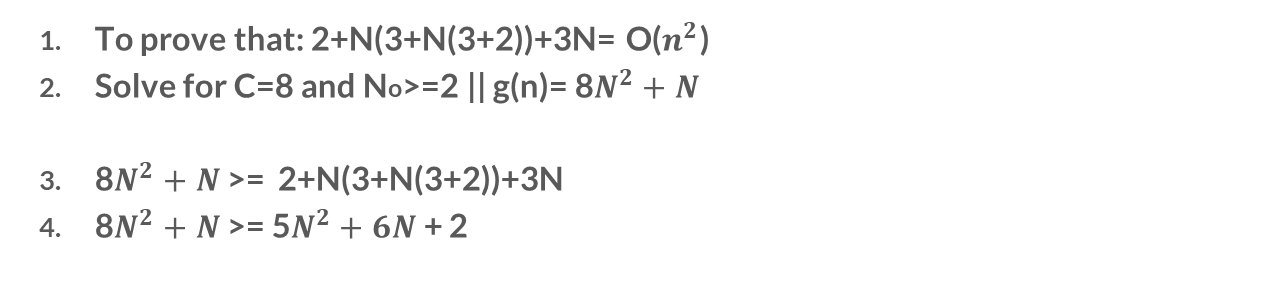 1. To prove that: 2+N(3+N(3+2))+3N= O(n²)
2. Solve for C=8 and No>=2 || g(n)= 8N² + N
3. 8N² + N >= 2+N(3+N(3+2))+3N
4. 8N² + N >= 5N² + 6N + 2